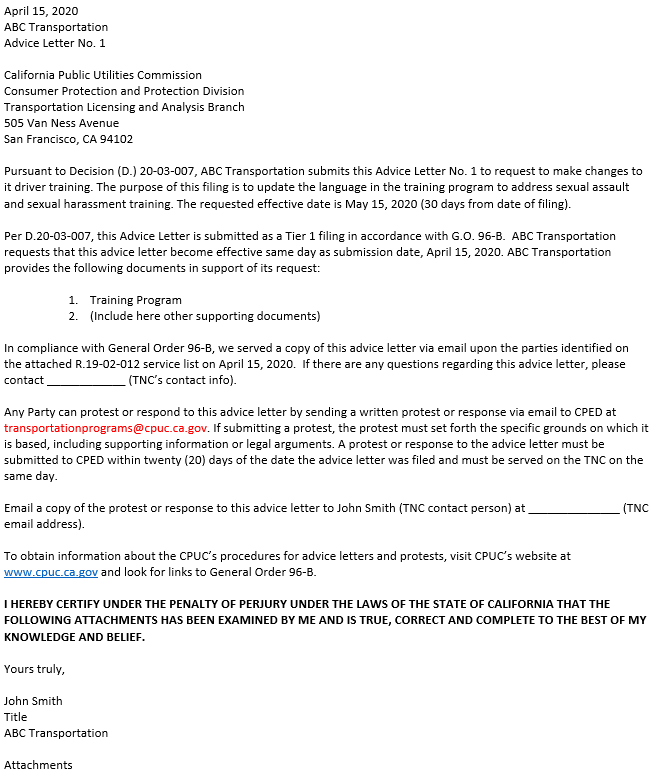 April 15, 2020
ABC Transportation
Advice Letter No. 1
California Public Utilities Commission
Consumer Protection and Protection Division
Transportation Licensing and Analysis Branch
505 Van Ness Avenue
San Francisco, CA 94102
Pursuant to Decision (D.) 20-03-007, ABC Transportation submits this Advice Letter No. 1 to request to make changes to
it driver training. The purpose of this filing is to update the language in the training program to address sexual assault
and sexual harassment training. The requested effective date is May 15, 2020 (30 days from date of filing).
Per D.20-03-007, this Advice Letter is submitted as a Tier 1 filing in accordance with G.O. 96-B.  ABC Transportation
requests that this advice letter become effective same day as submission date, April 15, 2020. ABC Transportation
provides the following documents in support of its request:
1. Training Program
2. (Include here other supporting documents)
In compliance with General Order 96-B, we served a copy of this advice letter via email upon the parties identified on
the attached R.19-02-012 service list on April 15, 2020.  If there are any questions regarding this advice letter, please
contact _____________ (TNC's contact info).
Any Party can protest or respond to this advice letter by sending a written protest or response via email to CPED at
transportationprograms@cpuc.ca.gov. If submitting a protest, the protest must set forth the specific grounds on which it
is based, including supporting information or legal arguments. A protest or response to the advice letter must be
submitted to CPED within twenty (20) days of the date the advice letter was filed and must be served on the TNC on the
same day.
Email a copy of the protest or response to this advice letter to John Smith (TNC contact person) at _______________ (TNC
email address).
To obtain information about the CPUC's procedures for advice letters and protests, visit CPUC's website at
www.cpuc.ca.gov and look for links to General Order 96-B.
I HEREBY CERTIFY UNDER THE PENALTY OF PERJURY UNDER THE LAWS OF THE STATE OF CALIFORNIA THAT THE
FOLLOWING ATTACHMENTS HAS BEEN EXAMINED BY ME AND IS TRUE, CORRECT AND COMPLETE TO THE BEST OF MY
KNOWLEDGE AND BELIEF.
Yours truly,
John Smith
Title
ABC Transportation
Attachments